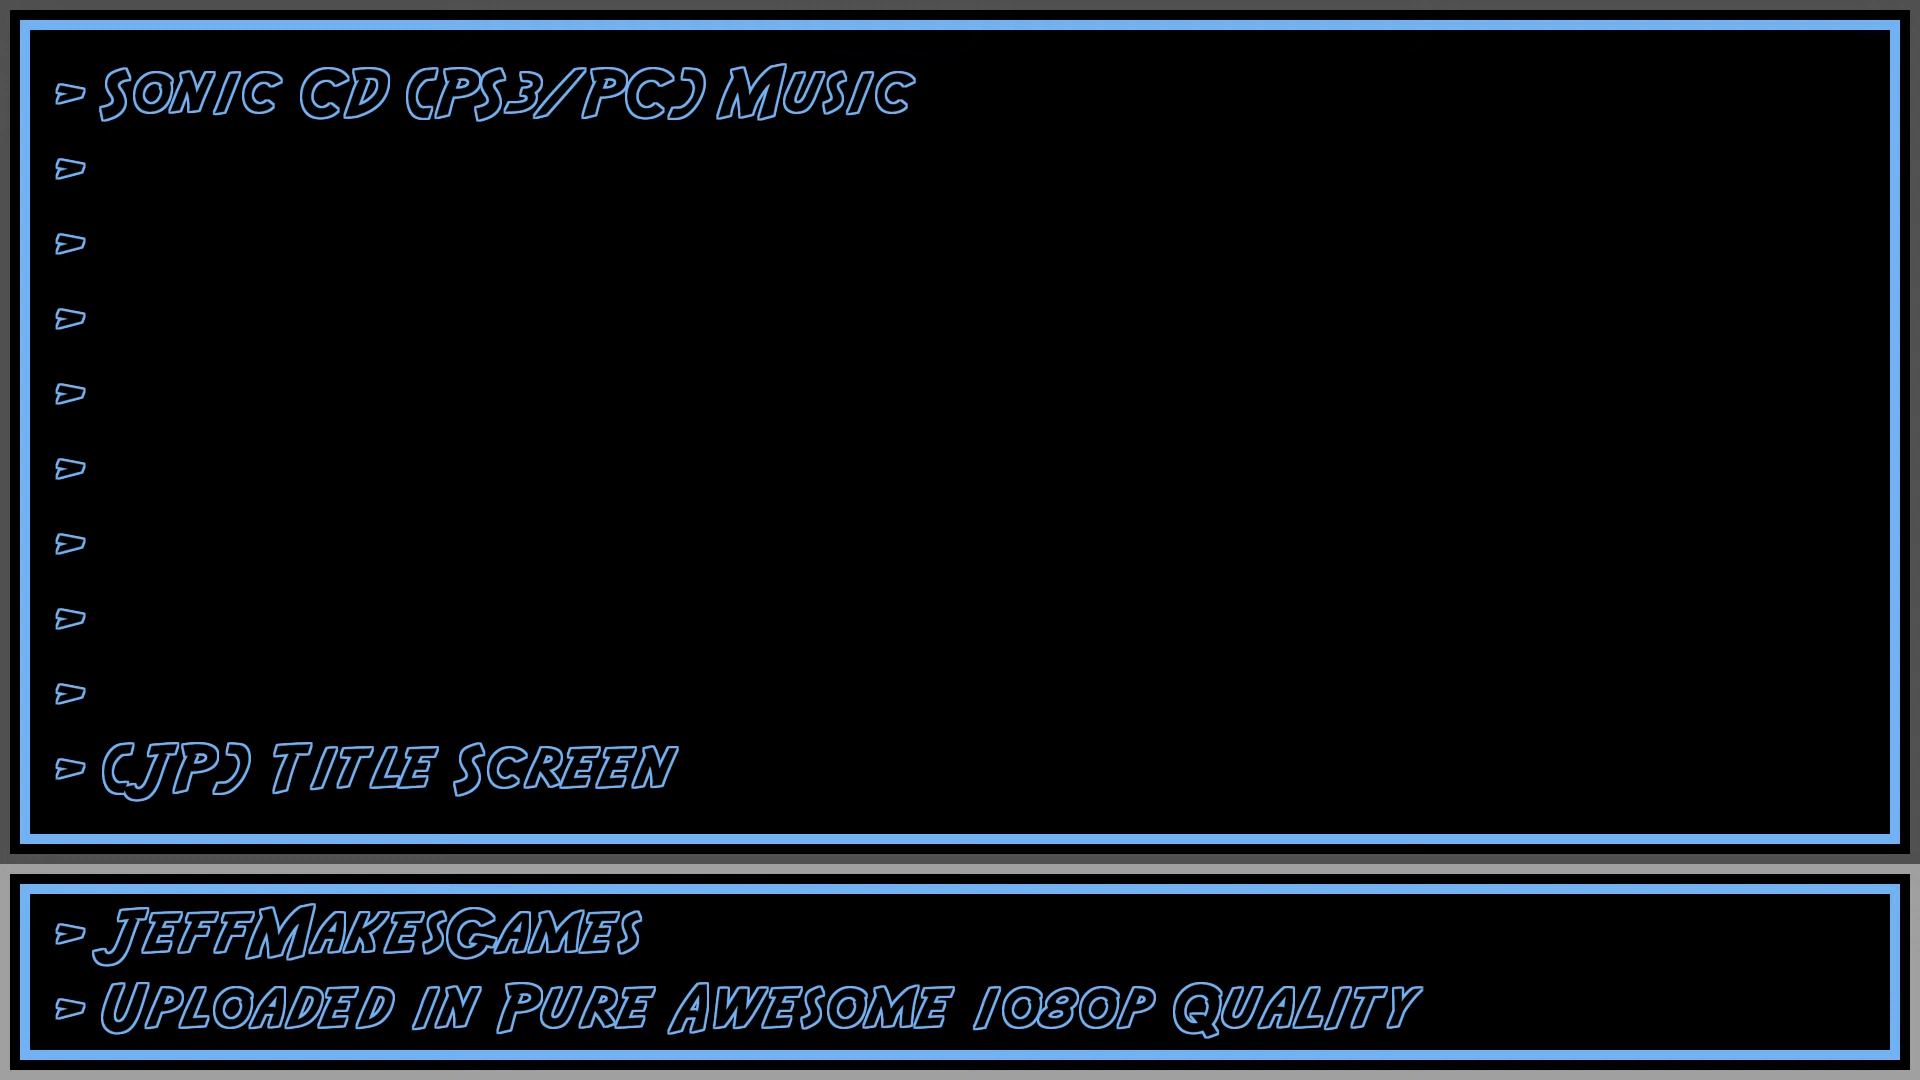 > Sonic CD (PS3/PC) Music
>
>
>
>
>
>
>
>
> (JP) Title Screen
> JeffMakesGames
> Uploaded in Pure Awesome 1080p Quality